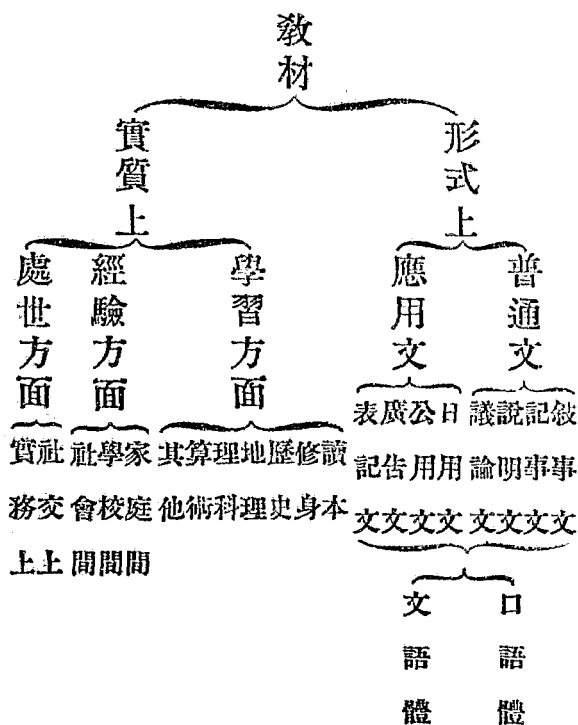 教材
形式上
實質上
普通文
應用文
學習方面
經驗方面
處世方面
敍事文
記事文
說明文
議論文
日用文
公用文
廣告文
表記文
讀本
修身
歷史
地理
理科
算術
其他
家庭間
學校間
社會間
社交上
實務上
口語體
文語體